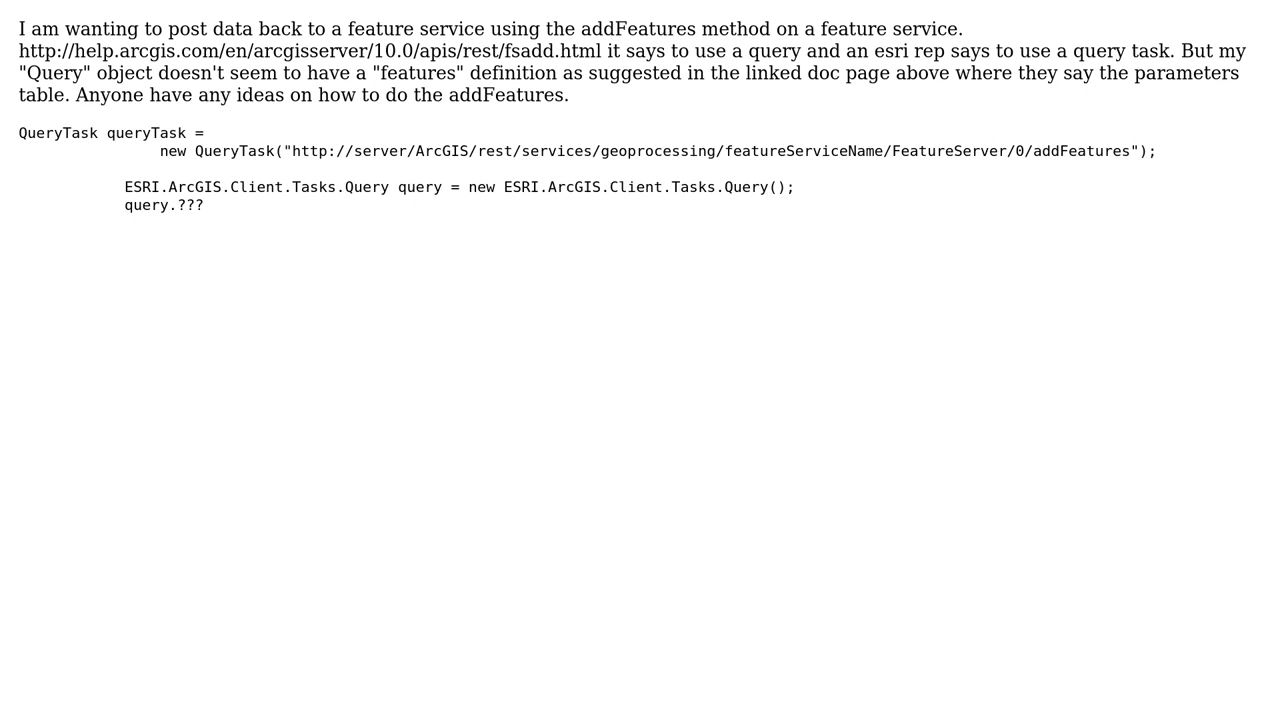 I am wanting to post data back to a feature service using the addFeatures method on a feature service.
http://help.arcgis.com/en/arcgisserver/10.0/apis/rest/fsadd.html it says to use a query and an esri rep says to use a query task. But my
"Query" object doesn't seem to have a "features" definition as suggested in the linked doc page above where they say the parameters
table. Anyone have any ideas on how to do the addFeatures.
QueryTask queryTask =
new QueryTask("http://server/ArcGIS/rest/services/geoprocessing/featureServiceName/FeatureServer/0/addFeatures");
ESRI.ArcGIS.Client.Tasks.Query query = new ESRI.ArcGIS.Client.Tasks.Query();
query.???